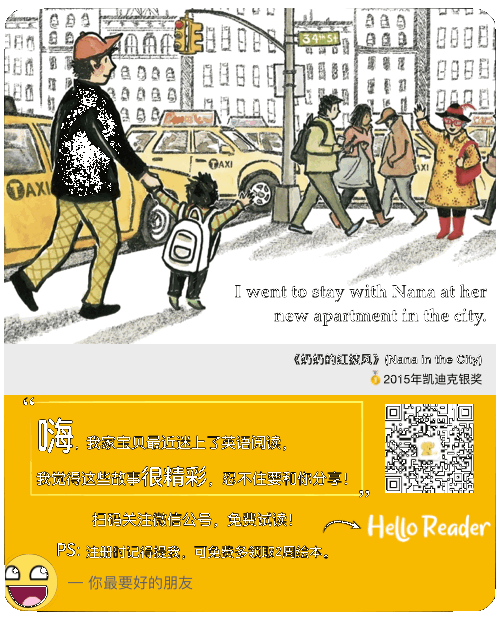 34th St
TAXI
TAXI
TAXI
I went to stay with Nana at her
new apartment in the city.
《奶奶的红披风》 (Nana in the City)
2015年凯迪克银奖
“
嗨，我家宝贝最近迷上了英语阅读，
我觉得这些故事很精彩，忍不住要和你分享！
”
扫码关注微信公号，免费试读！
Hello Reader
PS: 注册时记得提我，可免费多领取2周绘本。
— 你最要好的朋友